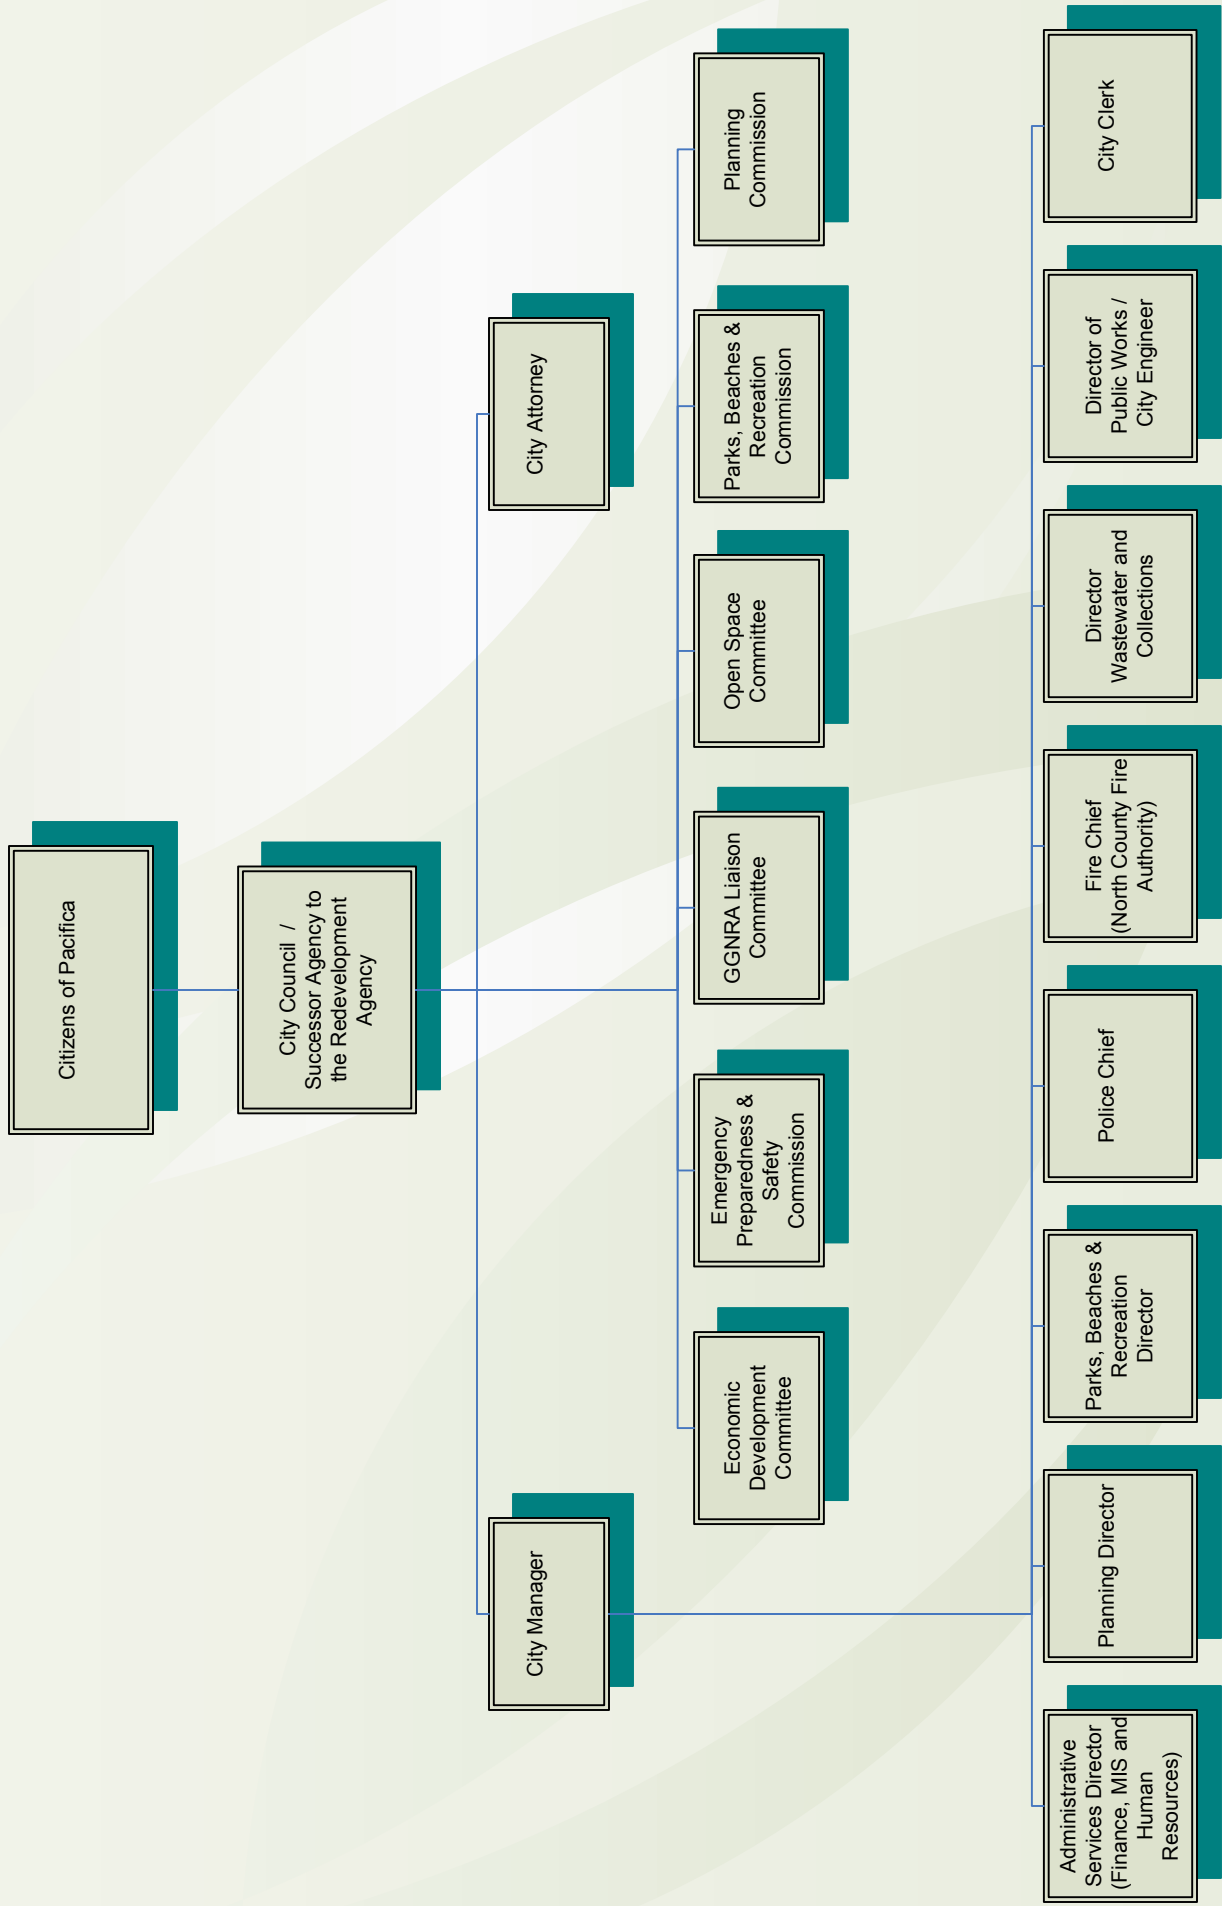 Citizens of Pacifica
City Council  /
Successor Agency to
the Redevelopment
Agency
City Manager
City Attorney
Economic
Development
Committee
Emergency
Preparedness &
Safety
Commission
GGNRA Liaison
Committee
Open Space
Committee
Parks, Beaches &
Recreation
Commission
Planning
Commission
Administrative
Services Director
(Finance, MIS and
Human
Resources)
Planning Director
Parks, Beaches &
Recreation
Director
Police Chief
Fire Chief
(North County Fire
Authority)
Director
Wastewater and
Collections
Director of
Public Works /
City Engineer
City Clerk